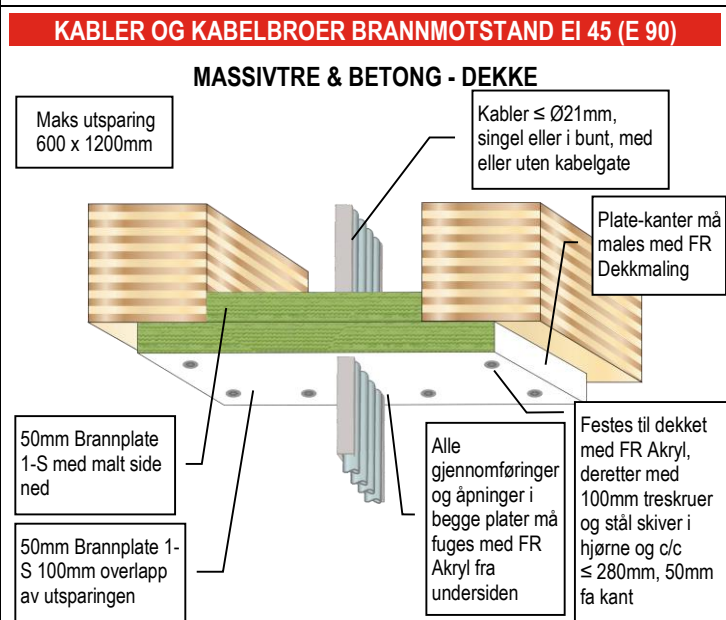 KABLER OG KABELBROER BRANNMOTSTAND EI 45 (E 90)
MASSIVTRE & BETONG - DEKKE
Maks utsparing
600 x 1200mm
Kabler ≤ Ø21mm,
singel eller i bunt, med
eller uten kabelgate
Plate-kanter må
males med FR
Dekkmaling
50mm Brannplate
1-S med malt side
ned
50mm Brannplate 1-
S 100mm overlapp
av utsparingen
Alle
gjennomføringer
og åpninger i
begge plater må
fuges med FR
Akryl fra
undersiden
Festes til dekket
med FR Akryl,
deretter med
100mm treskruer
og stål skiver i
hjørne og c/c
≤ 280mm, 50mm
fa kant